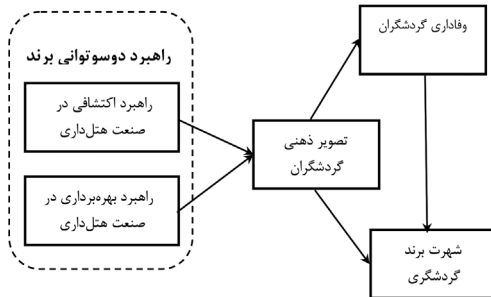 راهبرد دوسوتوانی برند
راهبرد اکتشافی در
صنعت هتل‌داری
راهبرد بهره‌برداری در
صنعت هتل‌داری
تصویر ذهنی
گردشگران
وفاداری گردشگران
شهرت برند
گردشگری